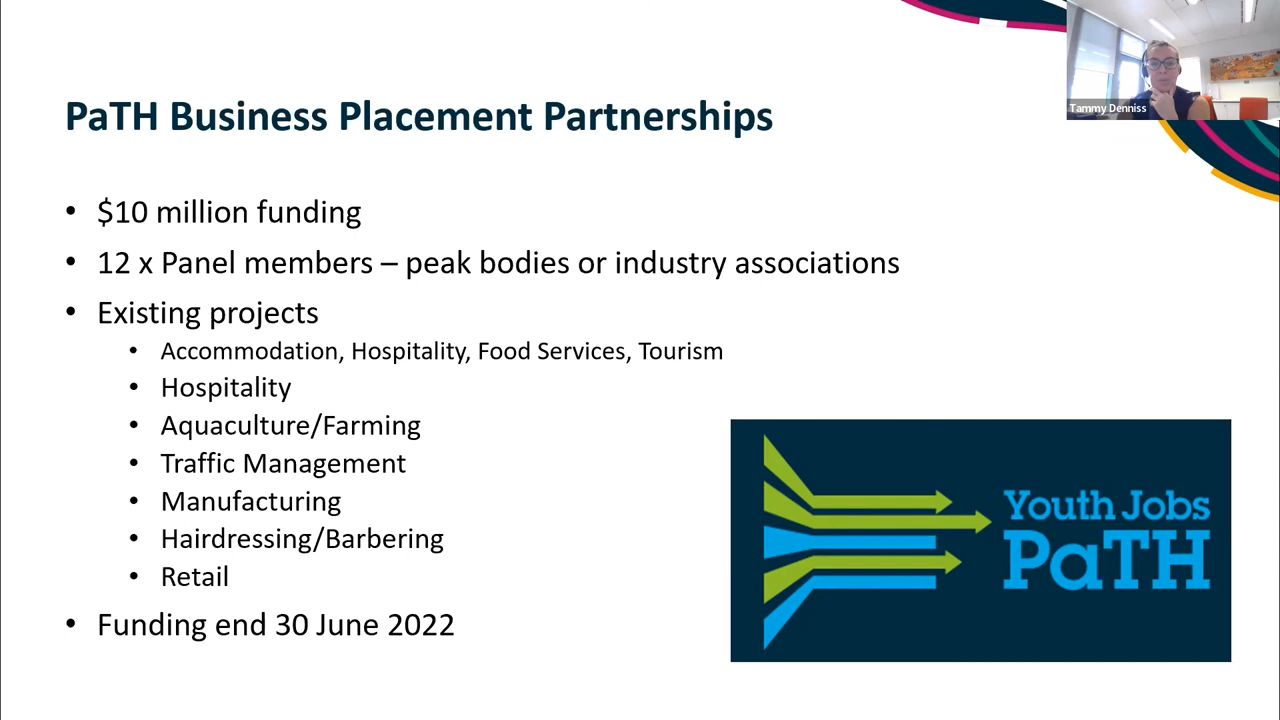 Tammy Denniss
PaTH Business Placement Partnerships
• $10 million funding
• 12 x Panel members – peak bodies or industry associations
• Existing projects
• Accommodation, Hospitality, Food Services, Tourism
• Hospitality
• Aquaculture/Farming
• Traffic Management
• Manufacturing
• Hairdressing/Barbering
• Retail
• Funding end 30 June 2022
Youth Jobs
PaTH